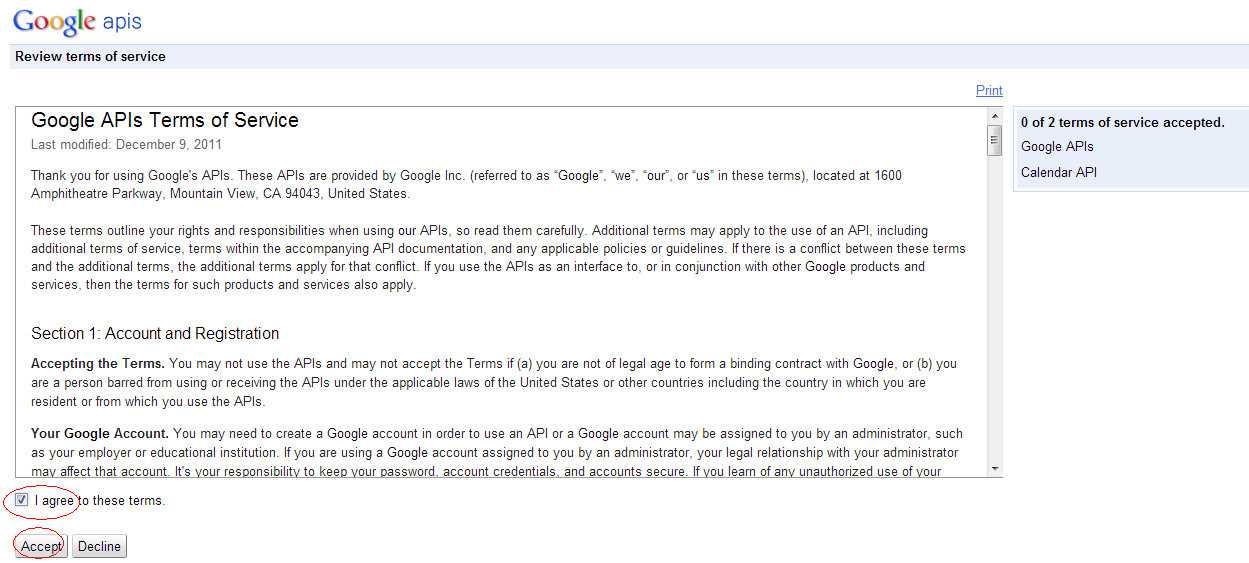 Google apis
Review terms of service
Print
Google APIs Terms of Service
Last modified: December 9, 2011
Thank you for using Google's APIs. These APIs are provided by Google Inc. (referred to as “Google”, “we”, “our”, or “us” in these terms), located at 1600
Amphitheatre Parkway, Mountain View, CA 94043, United States.
These terms outline your rights and responsibilities when using our APIs, so read them carefully. Additional terms may apply to the use of an API, including
additional terms of service, terms within the accompanying API documentation, and any applicable policies or guidelines. If there is a conflict between these terms
and the additional terms, the additional terms apply for that conflict. If you use the APIs as an interface to, or in conjunction with other Google products and
services, then the terms for such products and services also apply.
Section 1: Account and Registration
Accepting the Terms. You may not use the APIs and may not accept the Terms if (a) you are not of legal age to form a binding contract with Google, or (b) you
are a person barred from using or receiving the APIs under the applicable laws of the United States or other countries including the country in which you are
resident or from which you use the APIs.
Your Google Account. You may need to create a Google account in order to use an API or a Google account may be assigned to you by an administrator, such
as your employer or educational institution. If you are using a Google account assigned to you by an administrator, your legal relationship with your administrator
may affect that account. It's your responsibility to keep your password, account credentials, and accounts secure. If you learn of any unauthorized use of your
0 of 2 terms of service accepted.
Google APIs
Calendar API
I agree to these terms.
Accept Decline